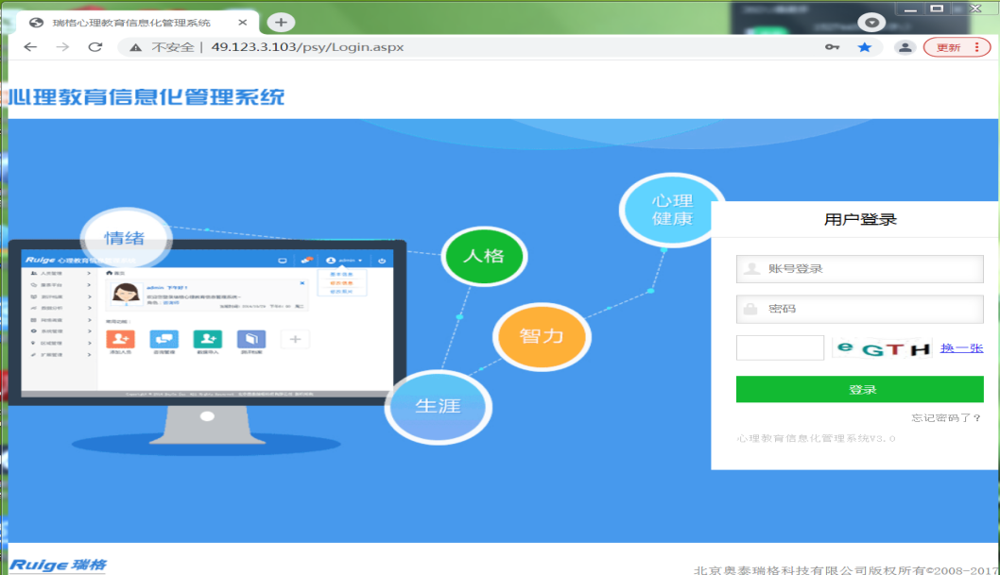 瑞格心理教育信息化管理系统
不安全 | 49.123.3.103/psy/Login.aspx
更新
心理教育信息化管理系统
情绪
人格
智力
生涯
心理
健康
Ruige 心理教育
admin
admin 下午好！
用户登录
账号登录
密码
eGTH
换一张
登录
忘记密码了？
心理教育信息化管理系统V3.0
Ruige 瑞格
北京奥泰瑞格科技有限公司版权所有©2008-2017